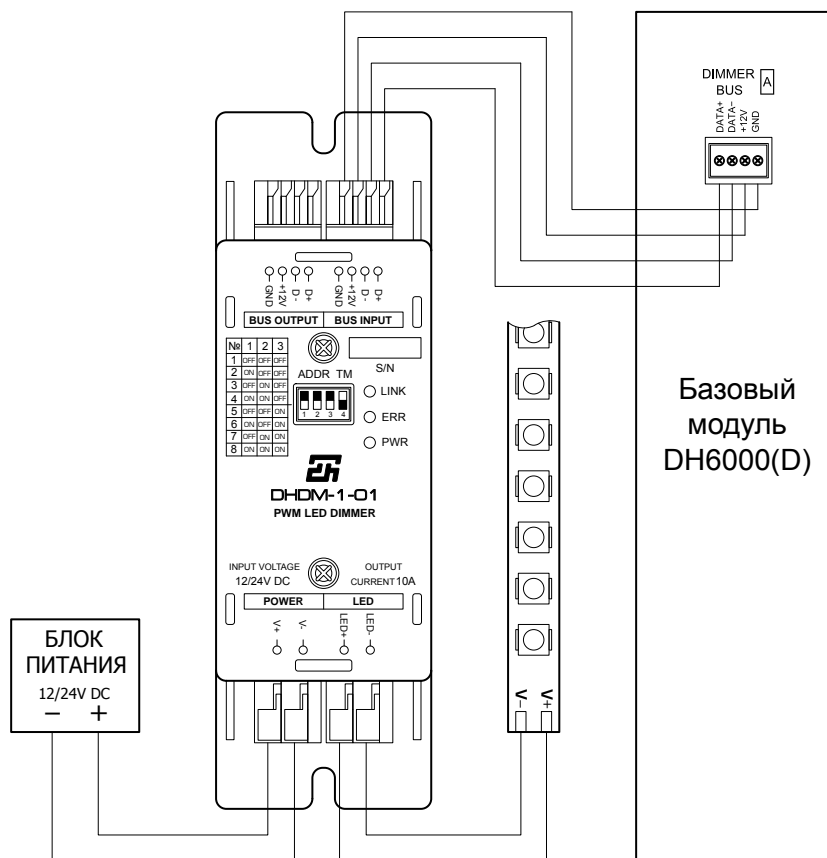 DIMMER
BUS
A
DATA+
DATA-
+12V
GND
GND
+12V
D-
D+
GND
+12V
D-
D+
BUS OUTPUT
BUS INPUT
№ 1 2 3
1 OFF OFF OFF
2 ON OFF OFF
3 OFF ON OFF
4 ON ON OFF
5 OFF OFF ON
6 ON OFF ON
7 OFF ON ON
8 ON ON ON
S/N
ADDR TM
1 2 3 4
LINK
ERR
PWR
DHDM-1-01
PWM LED DIMMER
INPUT VOLTAGE
12/24V DC
OUTPUT
CURRENT 10A
POWER
LED
V+
V-
LED+
LED-
Базовый
модуль
DH6000(D)
БЛОК
ПИТАНИЯ
12/24V DC
− +
V-
V+